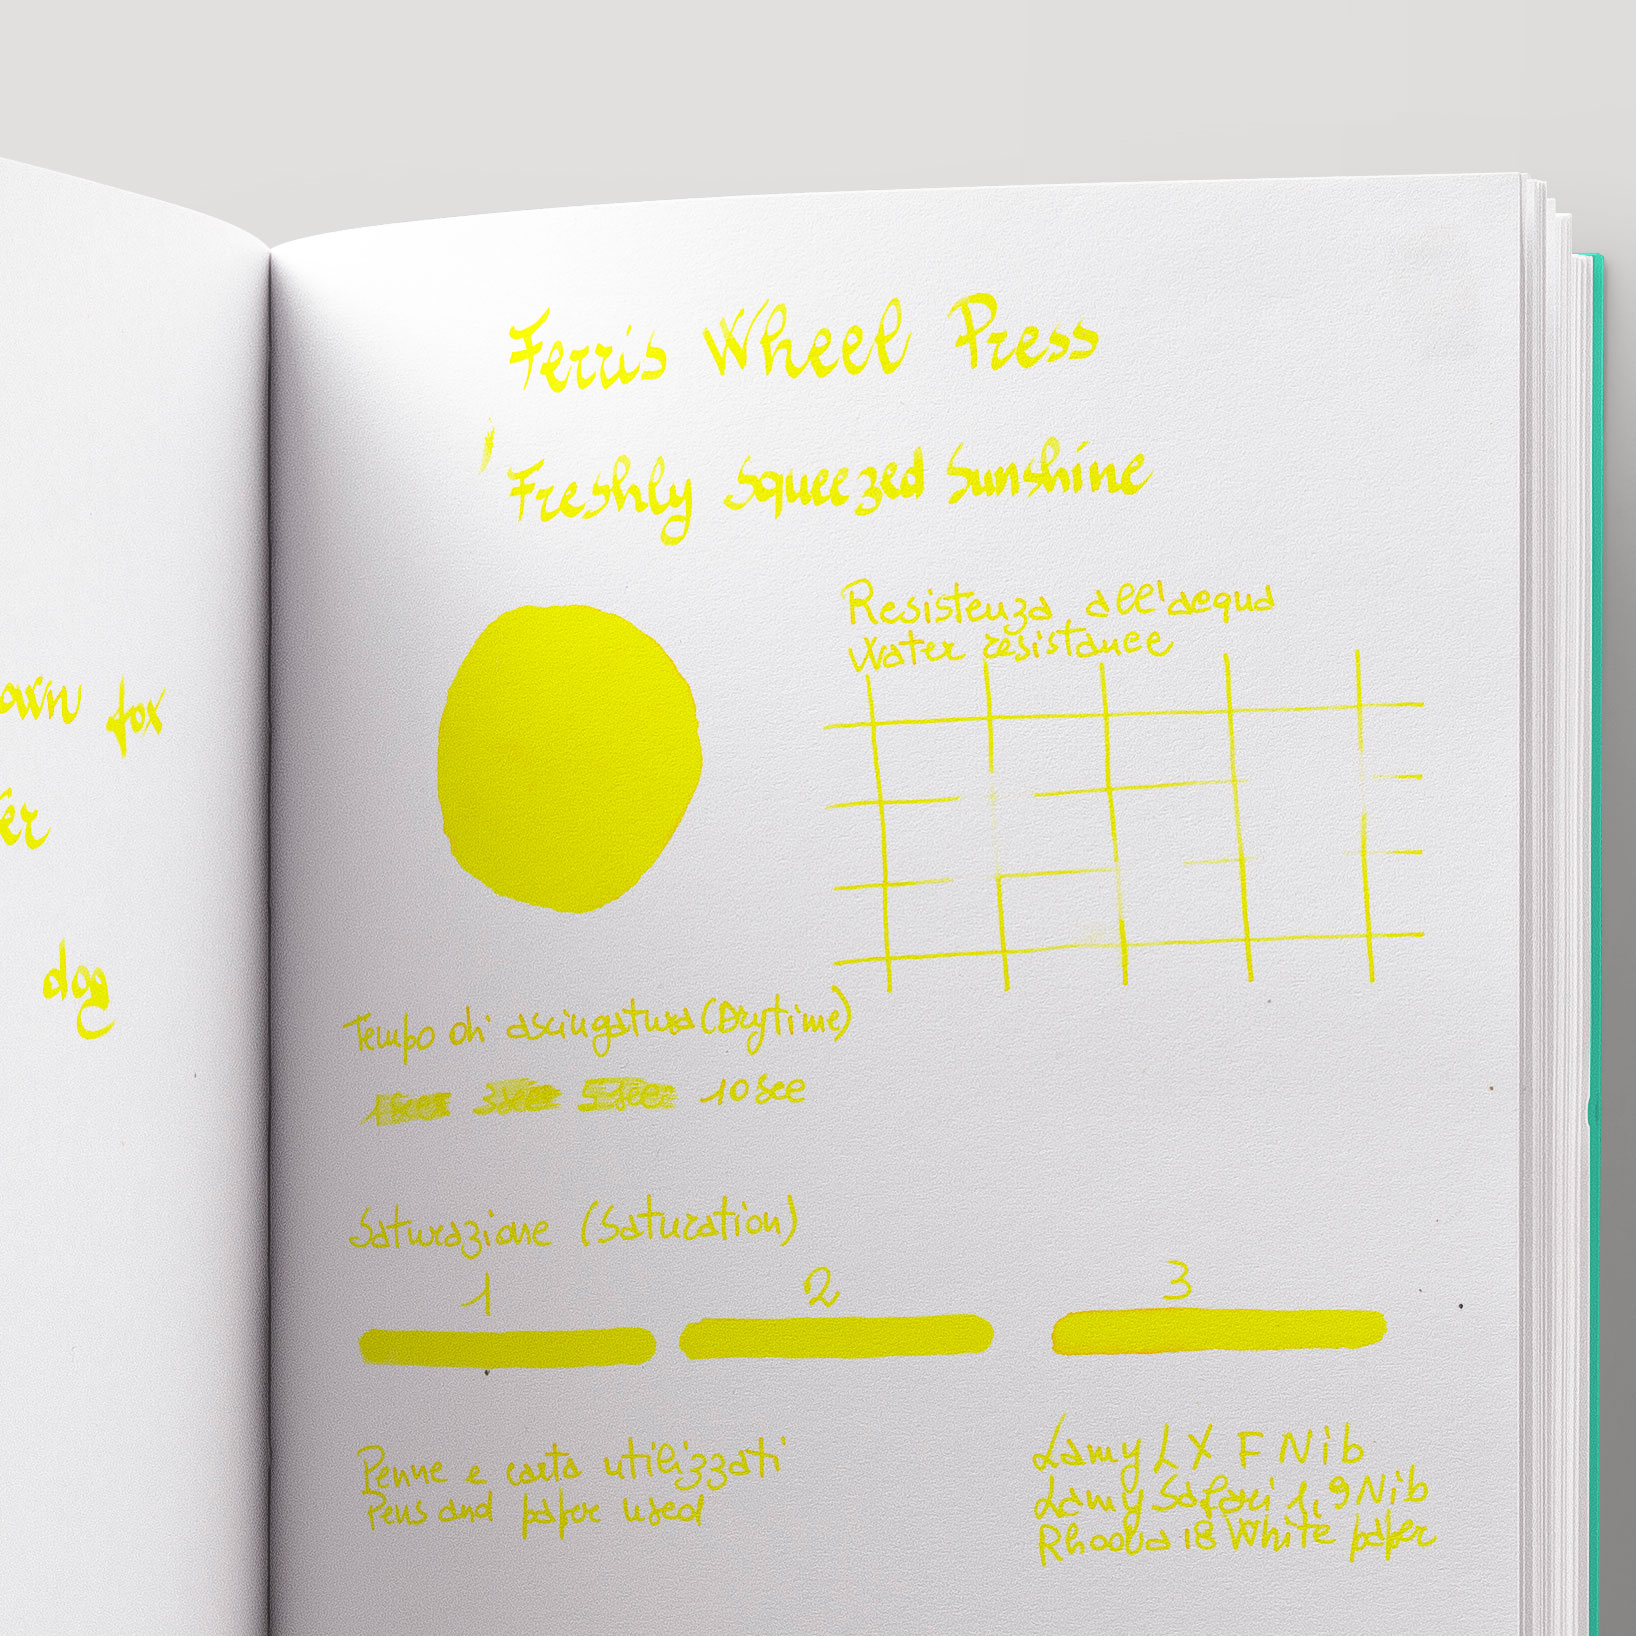 own fox
er
dog
Ferris Wheel Press
Freshly Squeezed Sunshine
Resistenza all'acqua
Water resistance
Tempo di asciugatura (Drytime)
1sec 3sec 5sec 10sec
Saturazione (Saturation)
1 2 3
Penne e carta utilizzati
Pens and paper used
Lamy LX F Nib
Lamy Safari 1,9 Nib
Rhodia 18 White paper